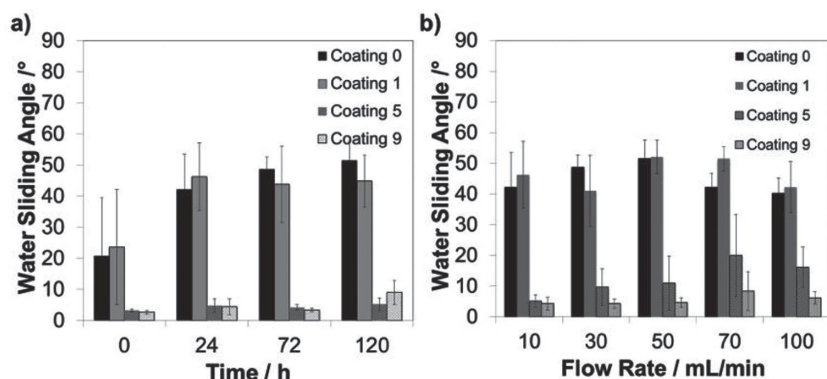 a)
90
80
70
60
50
40
30
20
10
0
Water Sliding Angle /°
Coating 0
Coating 1
Coating 5
Coating 9
0 24 72 120
Time / h
b)
90
80
70
60
50
40
30
20
10
0
Water Sliding Angle /°
Coating 0
Coating 1
Coating 5
Coating 9
10 30 50 70 100
Flow Rate / mL/min